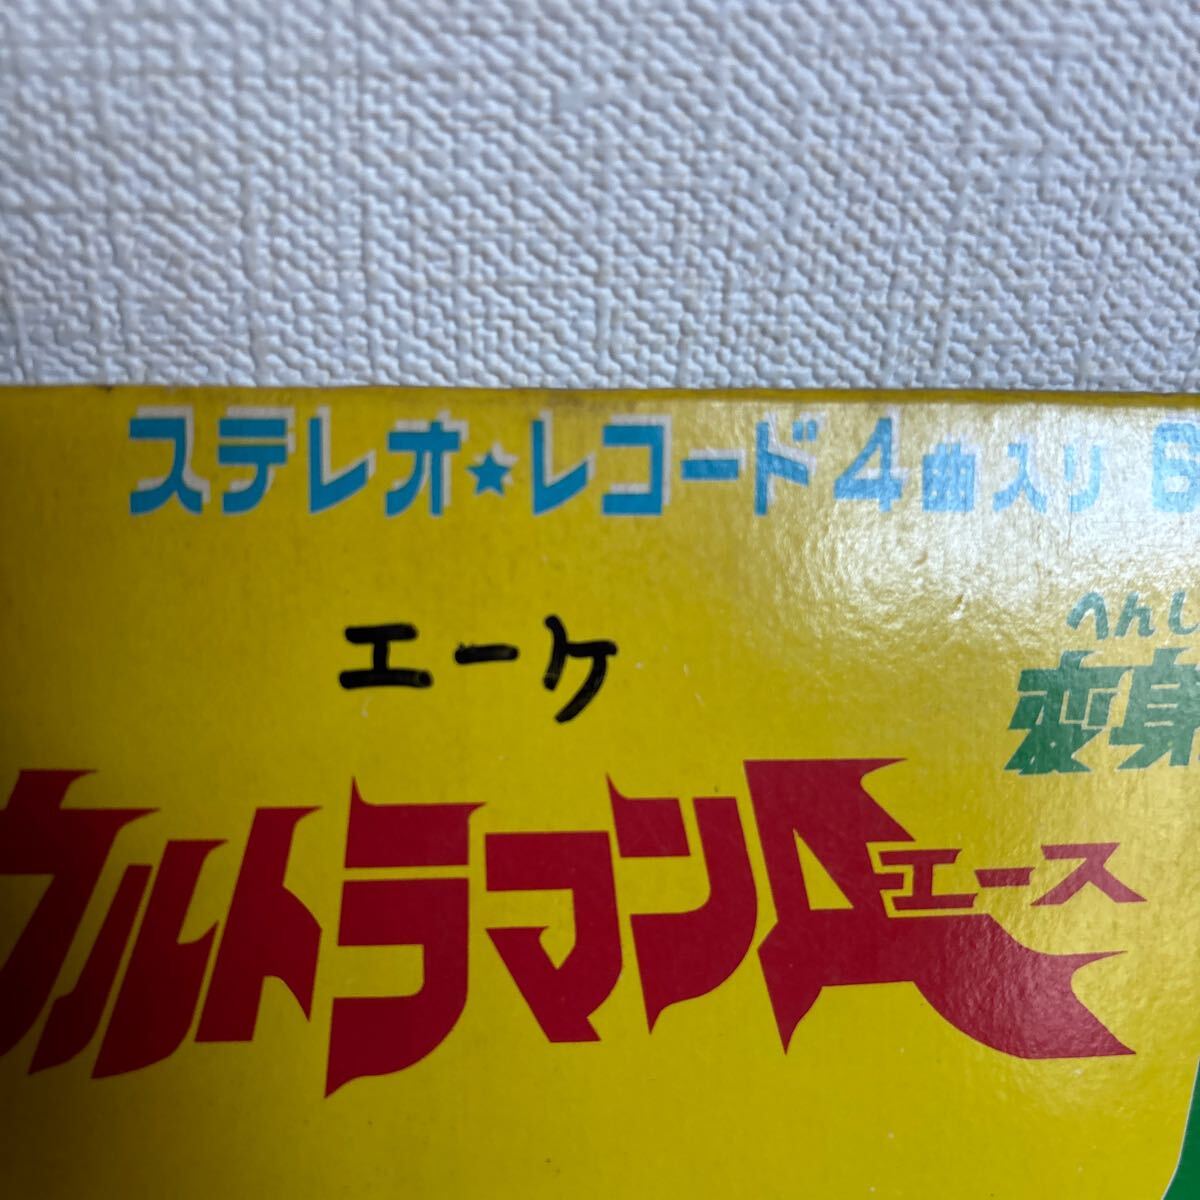 ステレオ★レコード4曲入り
エーケ
へんし
変身
ウルトラマンA
エース